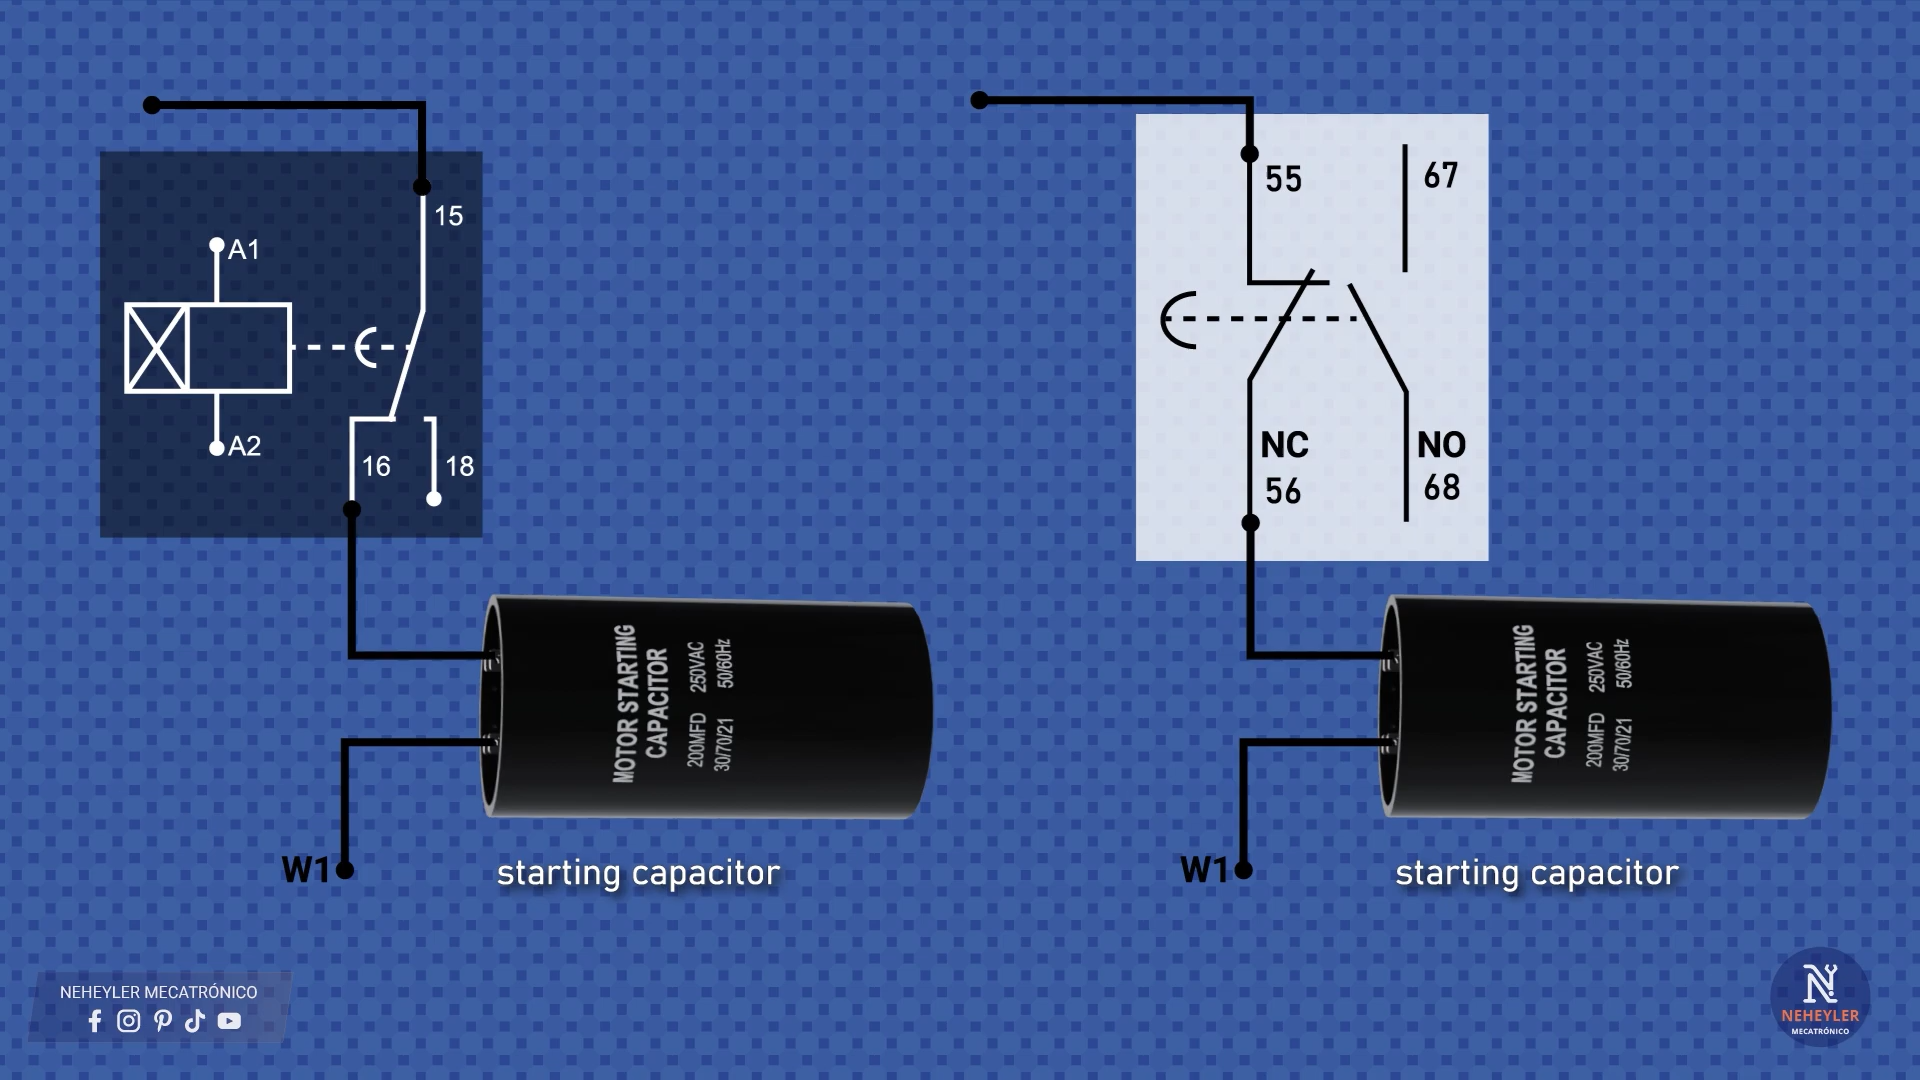 15
A1
A2
16
18
55
67
NC
56
NO
68
MOTOR STARTING
CAPACITOR
200MFD 250VAC
30/70/21 50/60Hz
MOTOR STARTING
CAPACITOR
200MFD 250VAC
30/70/21 50/60Hz
W1
starting capacitor
W1
starting capacitor
NEHEYLER MECATRÓNICO
NEHEYLER
MECATRÓNICO